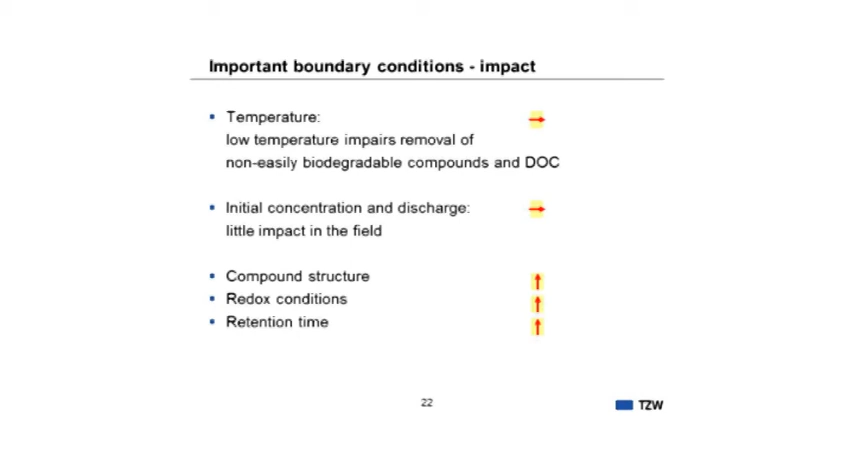 Important boundary conditions - impact
• Temperature:
low temperature impairs removal of
non-easily biodegradable compounds and DOC
• Initial concentration and discharge:
little impact in the field
• Compound structure
• Redox conditions
• Retention time
22
TZW